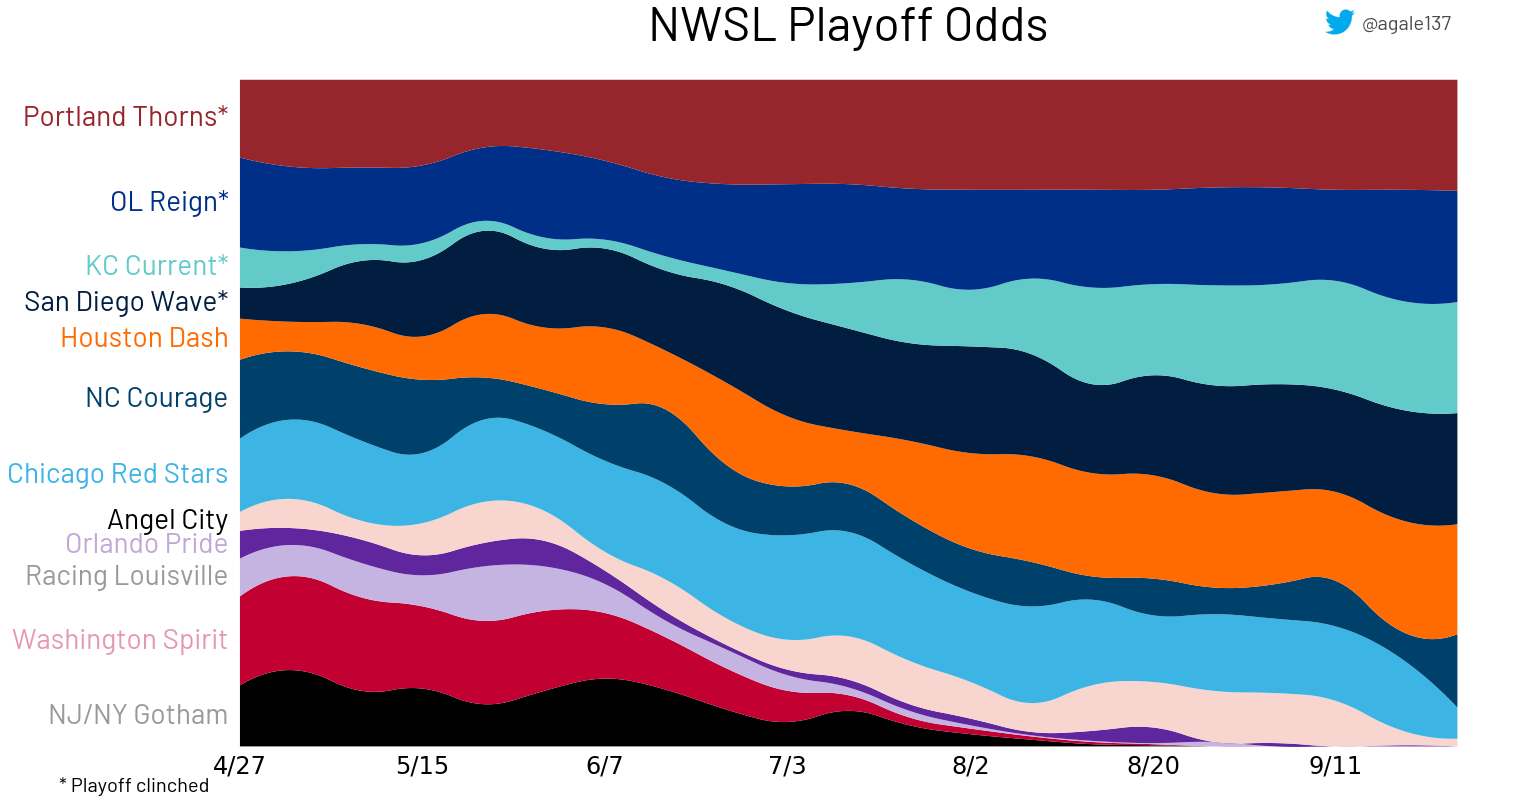 NWSL Playoff Odds
@agale137
Portland Thorns*
OL Reign*
KC Current*
San Diego Wave*
Houston Dash
NC Courage
Chicago Red Stars
Angel City
Orlando Pride
Racing Louisville
Washington Spirit
NJ/NY Gotham
4/27 5/15 6/7 7/3 8/2 8/20 9/11
* Playoff clinched